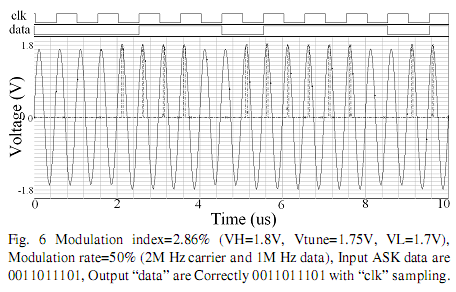 clk
data
1.8
Voltage (V)
0
-1.8
0 2 4 6 8 10
Time (us)
Fig. 6 Modulation index=2.86% (VH=1.8V, Vtune=1.75V, VL=1.7V),
Modulation rate=50% (2M Hz carrier and 1M Hz data), Input ASK data are
0011011101, Output “data” are Correctly 0011011101 with “clk” sampling.